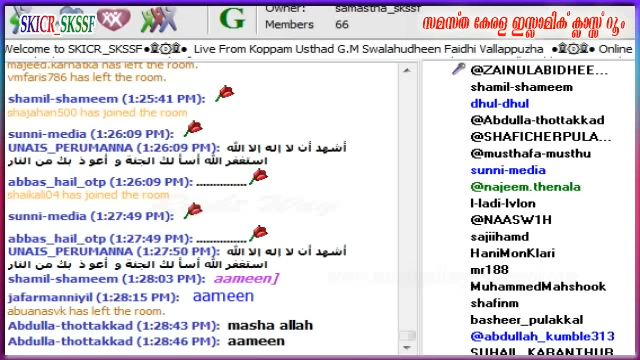 SKICR_SKSSF
G
Owner: samastha_skssf
Members 66
സമസ്ത കേരള ഇസ്ലാമിക് ക്ലാസ്സ് റൂം
Welcome to SKICR_SKSSF●۩۞۩● Live From Koppam Usthad G.M Swalahudheen Faidhi Vallappuzha ●۩۞۩● Online
majeed.karnatka has left the room.
vmfaris786 has left the room.
shamil-shameem (1:25:41 PM):
shajahan500 has joined the room
sunni-media (1:26:09 PM):
UNAIS_PERUMANNA (1:26:09 PM): أشهد أن لا إله إلا الله
استغفر الله أسأ لك الجنة و أعوذ بك من النار
abbas_hail_otp (1:26:09 PM): ..............
shaikali04 has joined the room
sunni-media (1:27:49 PM):
abbas_hail_otp (1:27:49 PM): ..............
UNAIS_PERUMANNA (1:27:50 PM): أشهد أن لا إله إلا الله
استغفر الله أسأ لك الجنة و أعوذ بك من النار
shamil-shameem (1:28:03 PM): aameen]
jafarmanniyil (1:28:15 PM): aameen
abuanasvk has left the room.
Abdulla-thottakkad (1:28:43 PM): masha allah
Abdulla-thottakkad (1:28:46 PM): aameen
@ZAINULABIDHEE...
shamil-shameem
dhul-dhul
@Abdulla-thottakkad
@SHAFICHERPULA...
@musthafa-musthu
sunni-media
@najeem.thenala
l-ladi-lvlon
@NAASW1H
sajiihamd
HaniMonKlari
mr188
MuhammedMahshook
shafinm
basheer_pulakkal
@abdullah_kumble313
SUHAIL_KARANTHUR